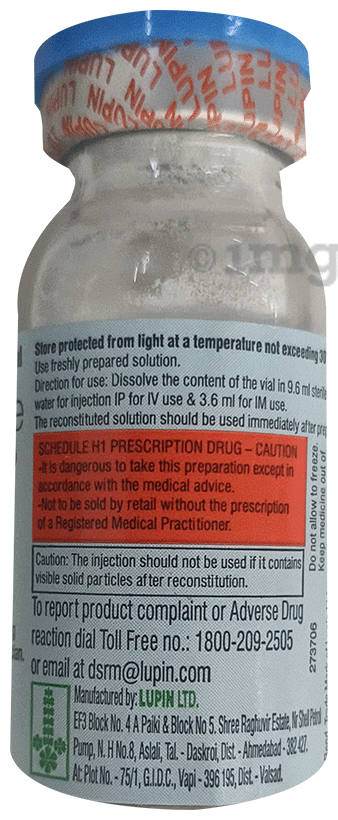 LUPIN LUPIN LUPIN LUPIN
© img
Store protected from light at a temperature not exceeding 30
Use freshly prepared solution.
Direction for use: Dissolve the content of the vial in 9.6 ml sterile
water for injection IP for IV use & 3.6 ml for IM use.
The reconstituted solution should be used immediately after prep
SCHEDULE H1 PRESCRIPTION DRUG – CAUTION
-It is dangerous to take this preparation except in
accordance with the medical advice.
-Not to be sold by retail without the prescription
of a Registered Medical Practitioner.
Caution: The injection should not be used if it contains
visible solid particles after reconstitution.
To report product complaint or Adverse Drug
reaction dial Toll Free no.: 1800-209-2505
or email at dsrm@lupin.com
Manufactured by: LUPIN LTD.
EF3 Block No. 4 A Paiki & Block No 5. Shree Raghuvir Estate, Nr Shell Petrol
Pump, N. H No.8, Aslali, Tal. - Daskroi, Dist. - Ahmedabad - 382 427.
At: Plot No. - 75/1, G.I.D.C., Vapi - 396 195, Dist. - Valsad.
Do not allow to freeze.
Keep medicine out of
273706